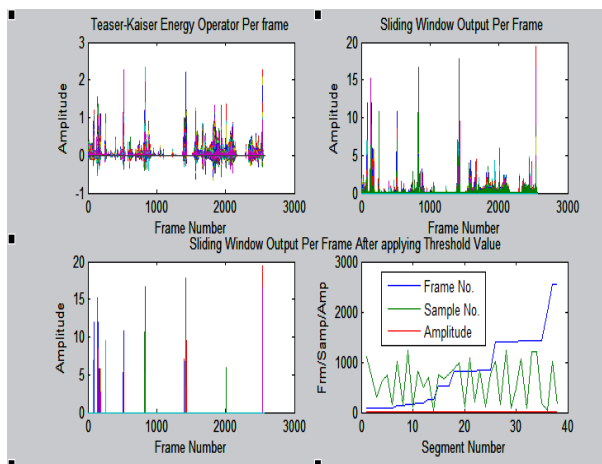 Teaser-Kaiser Energy Operator Per frame
3
2
1
0
-1
Amplitude
0 1000 2000 3000
Frame Number
Sliding Window Output Per Frame
20
15
10
5
0
Amplitude
0 1000 2000 3000
Frame Number
Sliding Window Output Per Frame After applying Threshold Value
20
15
10
5
0
Amplitude
0 1000 2000 3000
Frame Number
3000
2000
1000
0
Frm/Samp/Amp
Frame No.
Sample No.
Amplitude
0 10 20 30 40
Segment Number